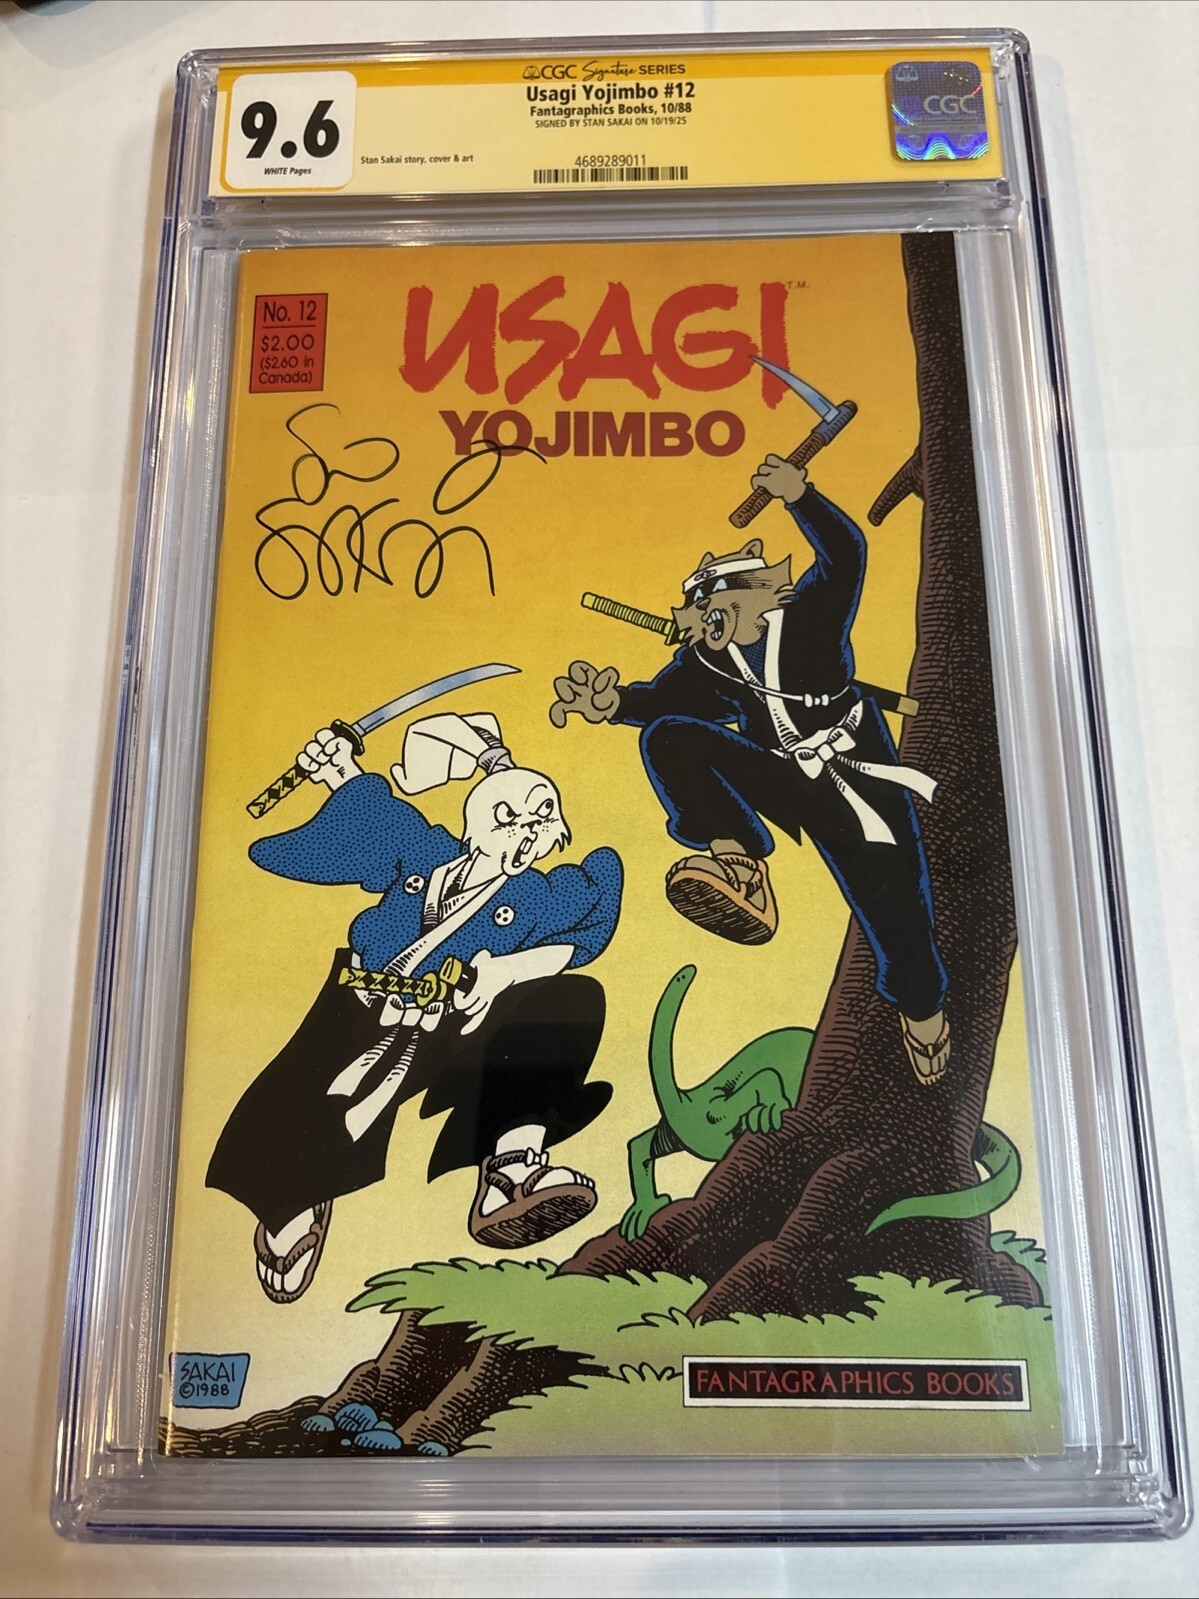 CGC Signature SERIES
Usagi Yojimbo #12
Fantagraphics Books, 10/88
SIGNED BY STAN SAKAI ON 10/19/25
9.6
WHITE Pages
Stan Sakai story, cover & art
4689289011
CGC
No. 12
$2.00
($2.60 in
Canada)
USAGI T.M.
YOJIMBO
Stan
Sakai
SAKAI
©1988
FANTAGRAPHICS BOOKS